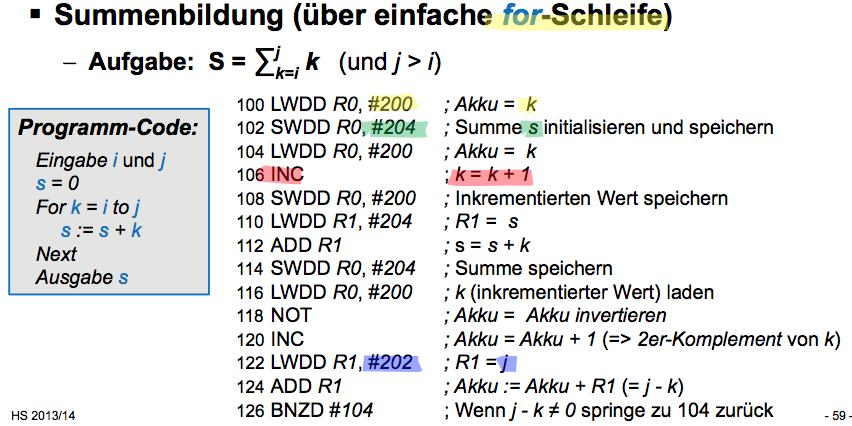 ▪ Summenbildung (über einfache for-Schleife)
– Aufgabe: S = ∑ʲₖ₌ᵢ k (und j > i)
Programm-Code:
Eingabe i und j
s = 0
For k = i to j
s := s + k
Next
Ausgabe s
100 LWDD R0, #200 ; Akku = k
102 SWDD R0, #204 ; Summe s initialisieren und speichern
104 LWDD R0, #200 ; Akku = k
106 INC ; k = k + 1
108 SWDD R0, #200 ; Inkrementierten Wert speichern
110 LWDD R1, #204 ; R1 = s
112 ADD R1 ; s = s + k
114 SWDD R0, #204 ; Summe speichern
116 LWDD R0, #200 ; k (inkrementierter Wert) laden
118 NOT ; Akku = Akku invertieren
120 INC ; Akku = Akku + 1 (=> 2er-Komplement von k)
122 LWDD R1, #202 ; R1 = j
124 ADD R1 ; Akku := Akku + R1 (= j - k)
126 BNZD #104 ; Wenn j - k ≠ 0 springe zu 104 zurück
HS 2013/14
- 59 -